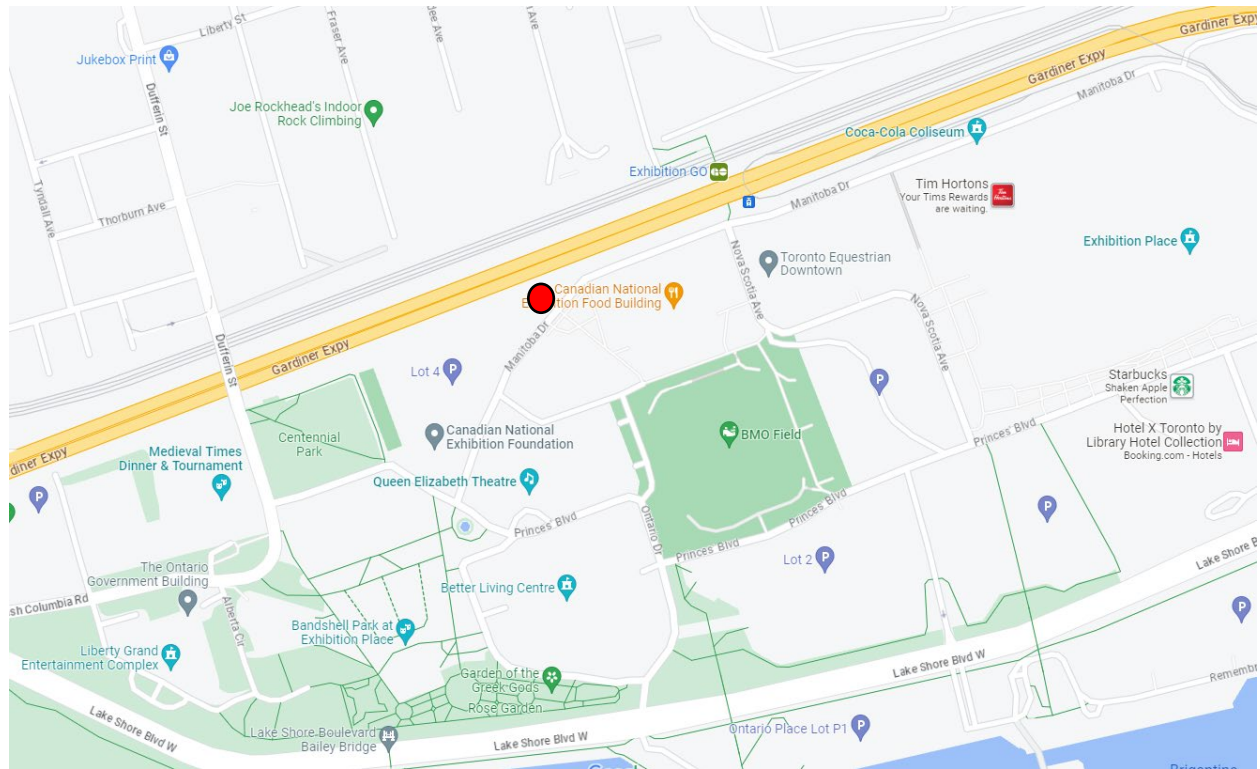 Gardiner Expy
Liberty St
Fraser Ave
Jukebox Print
Dufferin St
Gardiner Expy
Manitoba Dr
Joe Rockhead's Indoor
Rock Climbing
Coca-Cola Coliseum
Tyndall Ave
Exhibition GO
Manitoba Dr
Tim Hortons
Your Tims Rewards
are waiting.
Thorburn Ave
Exhibition Place
Nova Scotia Ave
Toronto Equestrian
Downtown
Canadian National
tion Food Building
Nova Scotia Ave
Manitoba Dr
Gardiner Expy
Dufferin St
Lot 4
P
P
Starbucks
Shaken Apple
Perfection
Canadian National
Exhibition Foundation
Centennial
Park
BMO Field
Princes' Blvd
Hotel X Toronto by
Library Hotel Collection
Booking.com - Hotels
diner Expy
Medieval Times
Dinner & Tournament
Queen Elizabeth Theatre
P
P
Princes' Blvd
Ontario Dr
Princes' Blvd
Princes' Blvd
Lot 2
P
Lake Shore B
The Ontario
Government Building
Better Living Centre
sh Columbia Rd
Alberta Cir
P
Bandshell Park at
Exhibition Place
Liberty Grand
Entertainment Complex
Lake Shore Blvd W
Remembr
Garden of the
Greek Gods
Rose Garden
Lake Shore Blvd W
Lake Shore Boulevard
Bailey Bridge
Ontario Place Lot P1
P
Lake Shore Blvd W
Brigantine